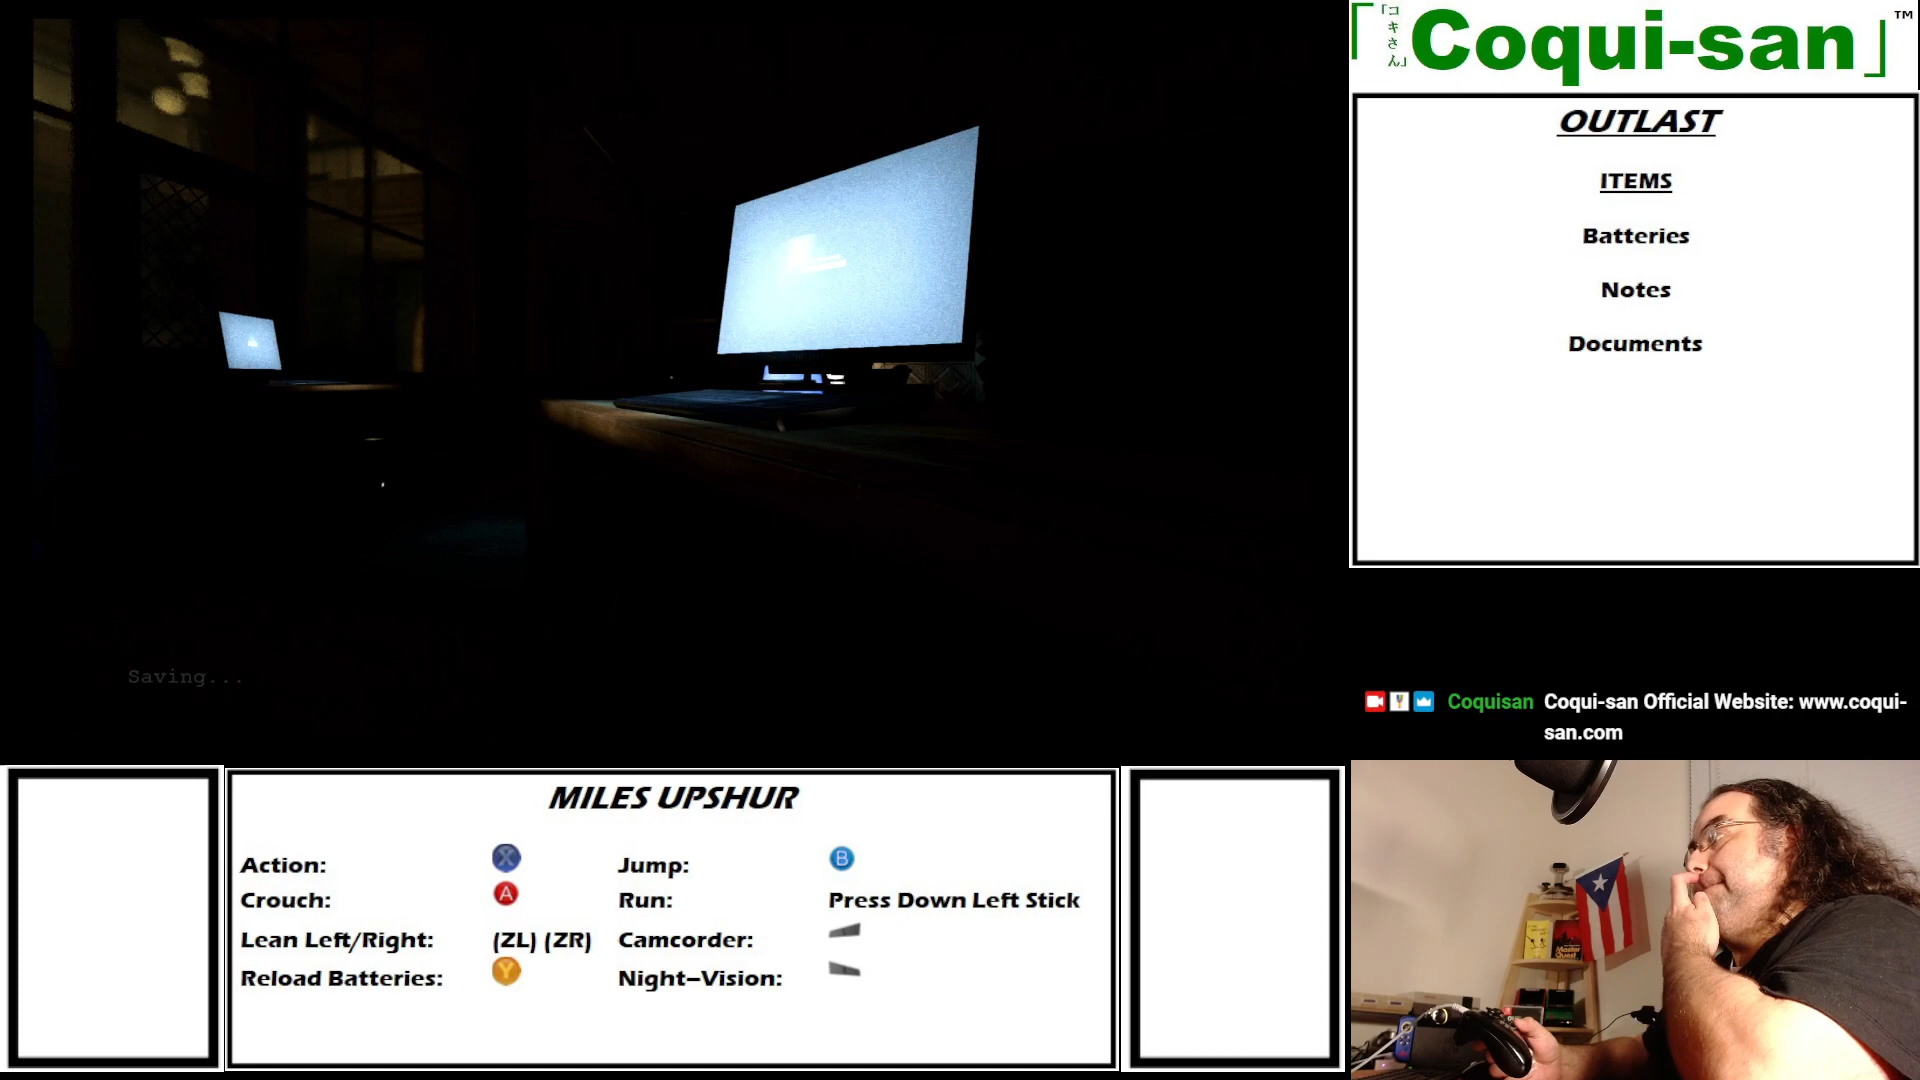 「コキさん」
「Coqui-san」™
OUTLAST
ITEMS
Batteries
Notes
Documents
Saving...
Coquisan Coqui-san Official Website: www.coqui-
san.com
MILES UPSHUR
Action: X Jump: B
Crouch: A Run: Press Down Left Stick
Lean Left/Right: (ZL) (ZR) Camcorder:
Reload Batteries: Y Night-Vision:
Master
Quest